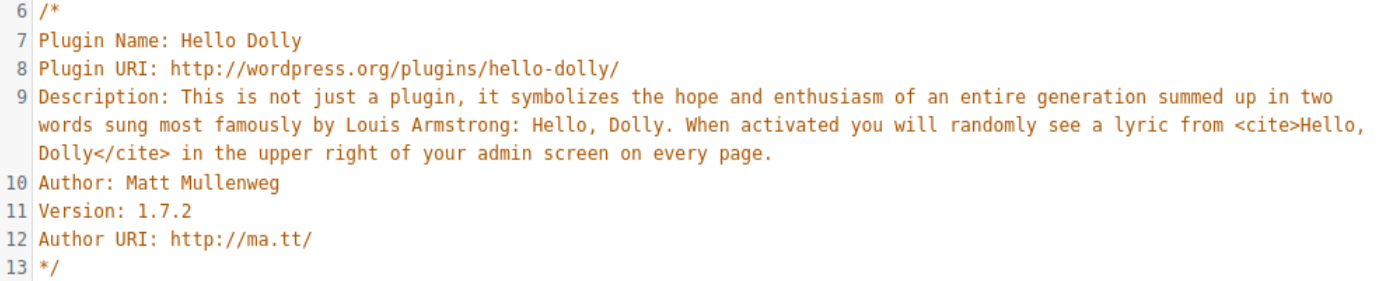 6 /*
7 Plugin Name: Hello Dolly
8 Plugin URI: http://wordpress.org/plugins/hello-dolly/
9 Description: This is not just a plugin, it symbolizes the hope and enthusiasm of an entire generation summed up in two
words sung most famously by Louis Armstrong: Hello, Dolly. When activated you will randomly see a lyric from <cite>Hello,
Dolly</cite> in the upper right of your admin screen on every page.
10 Author: Matt Mullenweg
11 Version: 1.7.2
12 Author URI: http://ma.tt/
13 */